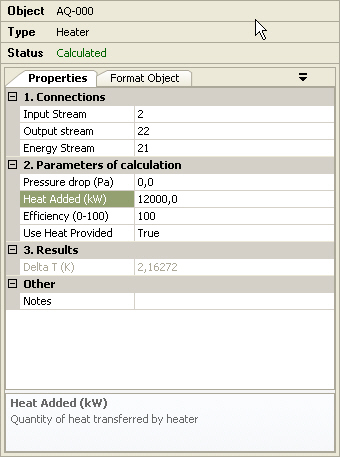 Object AQ-000
Type Heater
Status Calculated
Properties Format Object
1. Connections
Input Stream 2
Output stream 22
Energy Stream 21
2. Parameters of calculation
Pressure drop (Pa) 0,0
Heat Added (kW) 12000,0
Efficiency (0-100) 100
Use Heat Provided True
3. Results
Delta T (K) 2,16272
Other
Notes
Heat Added (kW)
Quantity of heat transferred by heater